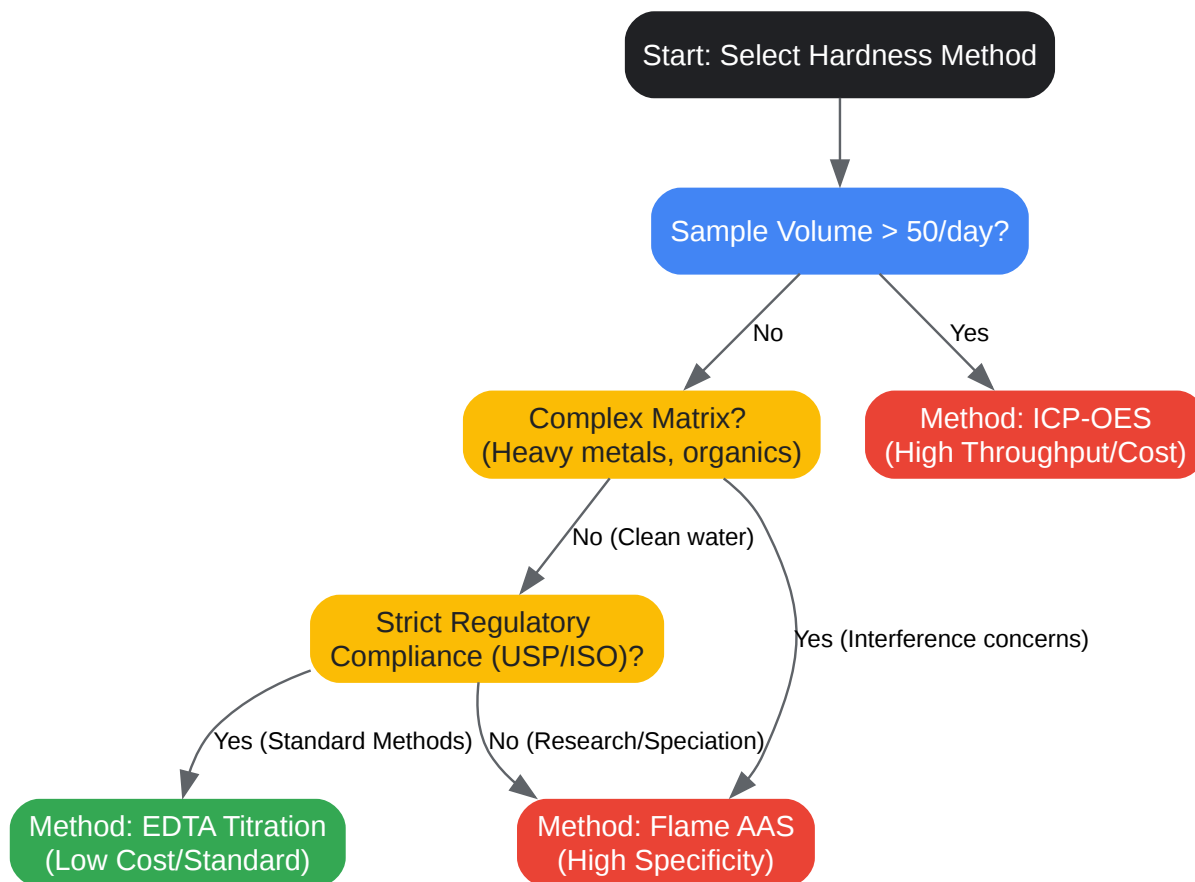 Start: Select Hardness Method
Sample Volume > 50/day?
No
Yes
Complex Matrix?
(Heavy metals, organics)
Method: ICP-OES
(High Throughput/Cost)
No (Clean water)
Strict Regulatory
Compliance (USP/ISO)?
Yes (Interference concerns)
Yes (Standard Methods)
No (Research/Speciation)
Method: EDTA Titration
(Low Cost/Standard)
Method: Flame AAS
(High Specificity)